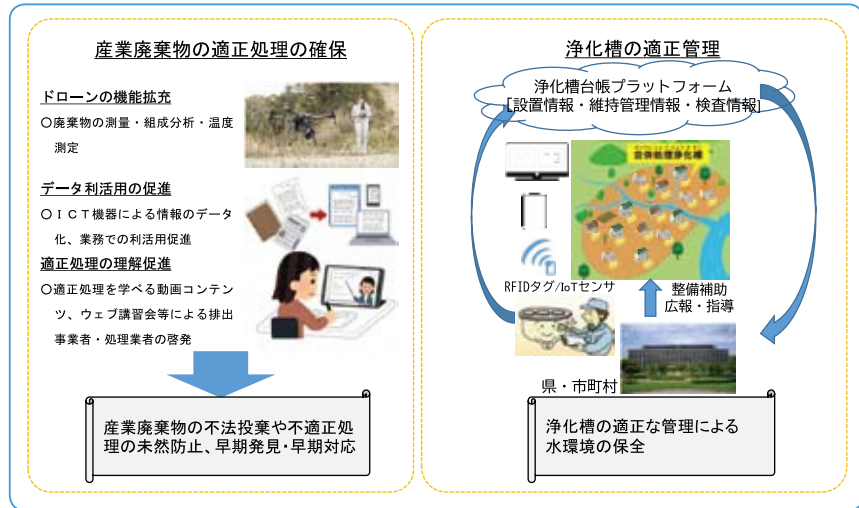 産業廃棄物の適正処理の確保
ドローンの機能拡充
○廃棄物の測量・組成分析・温度
測定
データ利活用の促進
○ICT機器による情報のデータ
化、業務での利活用促進
適正処理の理解促進
○適正処理を学べる動画コンテン
ツ、ウェブ講習会等による排出
事業者・処理業者の啓発
産業廃棄物の不法投棄や不適正処
理の未然防止、早期発見・早期対応
浄化槽の適正管理
浄化槽台帳プラットフォーム
[設置情報・維持管理情報・検査情報]
合併処理浄化槽
RFIDタグ/IoTセンサ
整備補助
広報・指導
県・市町村
浄化槽の適正な管理による
水環境の保全